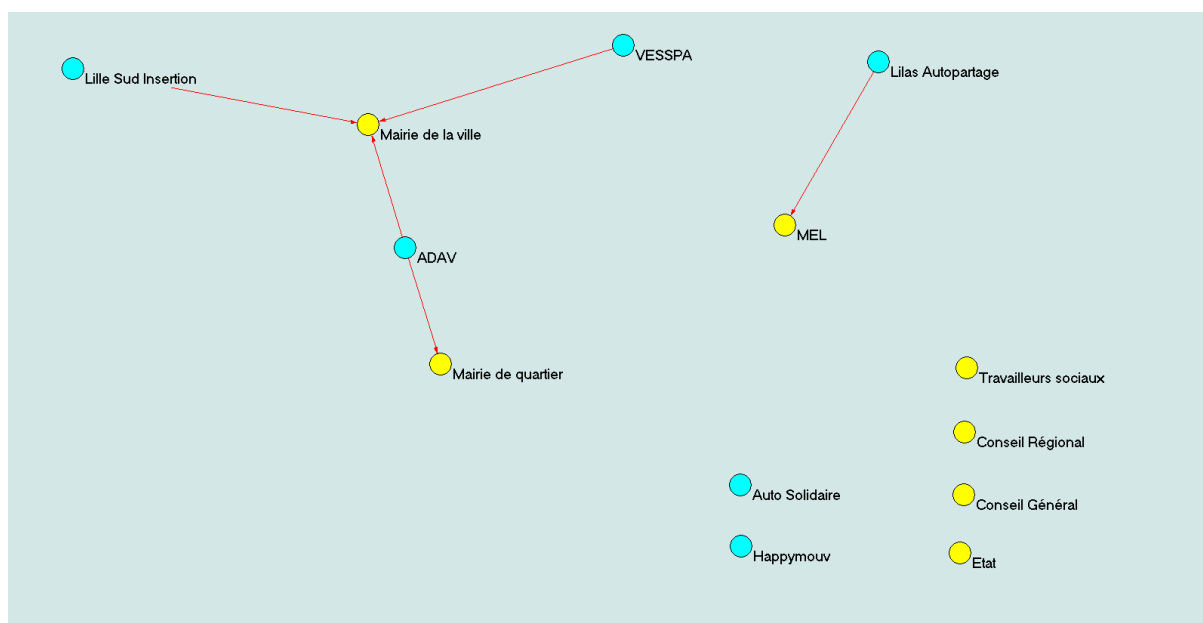 VESSPA
Lilas Autopartage
Lille Sud Insertion
Mairie de la ville
MEL
ADAV
Mairie de quartier
Travailleurs sociaux
Conseil Régional
Auto Solidaire
Conseil Général
Happymouv
Etat